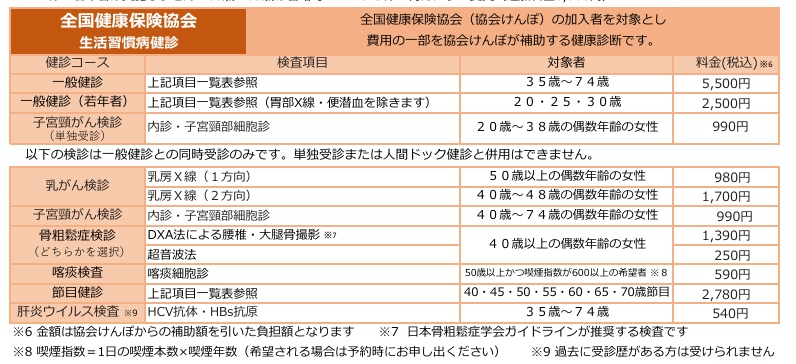 全国健康保険協会
生活習慣病健診
全国健康保険協会（協会けんぽ）の加入者を対象とし
費用の一部を協会けんぽが補助する健康診断です。
健診コース 検査項目 対象者 料金(税込)※6
一般健診 上記項目一覧表参照 ３５歳～７４歳 5,500円
一般健診（若年者） 上記項目一覧表参照（胃部X線・便潜血を除きます） ２０・２５・３０歳 2,500円
子宮頸がん検診
（単独受診） 内診・子宮頸部細胞診 ２０歳～３８歳の偶数年齢の女性 990円
以下の検診は一般健診との同時受診のみです。単独受診または人間ドック健診と併用はできません。
乳がん検診 乳房Ｘ線（１方向） ５０歳以上の偶数年齢の女性 980円
乳房Ｘ線（２方向） ４０歳～４８歳の偶数年齢の女性 1,700円
子宮頸がん検診 内診・子宮頸部細胞診 ４０歳～７４歳の偶数年齢の女性 990円
骨粗鬆症検診 DXA法による腰椎・大腿骨撮影 ※7 ４０歳以上の偶数年齢の女性 1,390円
（どちらかを選択） 超音波法 250円
喀痰検査 喀痰細胞診 50歳以上かつ喫煙指数が600以上の希望者 ※８ 590円
節目健診 上記項目一覧表参照 40・45・50・55・60・65・70歳節目 2,780円
肝炎ウイルス検査 ※9 HCV抗体・HBs抗原 ３５歳～７４歳 540円
※6 金額は協会けんぽからの補助額を引いた負担額となります ※7 日本骨粗鬆症学会ガイドラインが推奨する検査です
※8 喫煙指数＝1日の喫煙本数×喫煙年数（希望される場合は予約時にお申し出ください） ※9 過去に受診歴がある方は受けられません